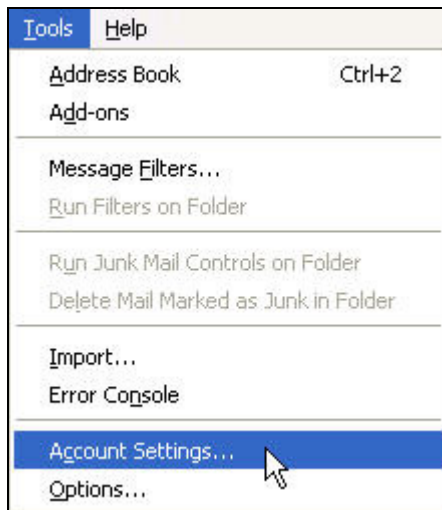 Tools Help
Address Book Ctrl+2
Add-ons
Message Filters...
Run Filters on Folder
Run Junk Mail Controls on Folder
Delete Mail Marked as Junk in Folder
Import...
Error Console
Account Settings...
Options...